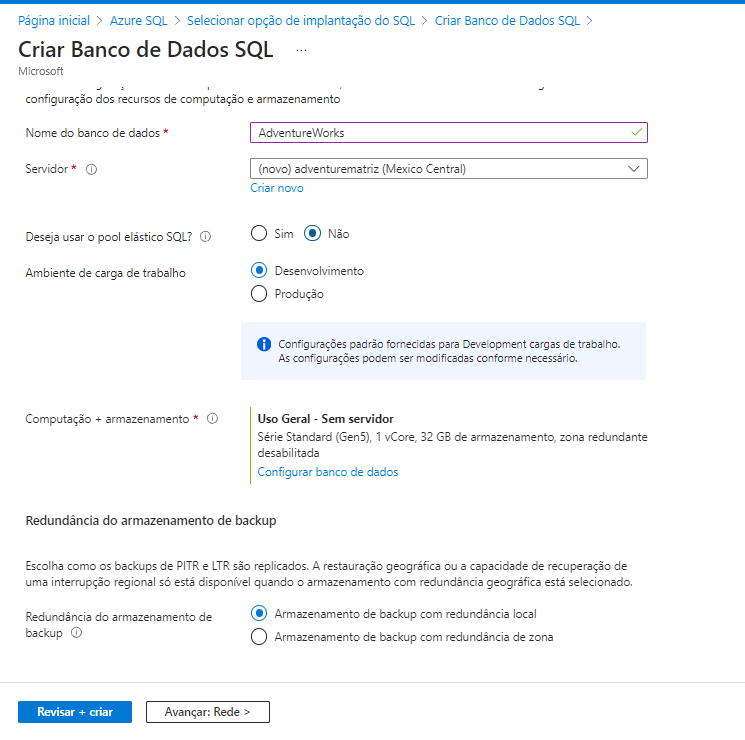 Página inicial > Azure SQL > Selecionar opção de implantação do SQL > Criar Banco de Dados SQL >
Criar Banco de Dados SQL ...
Microsoft
configuração dos recursos de computação e armazenamento
Nome do banco de dados *
AdventureWorks
Servidor *
(novo) adventurematriz (Mexico Central)
Criar novo
Deseja usar o pool elástico SQL?
Sim
Não
Ambiente de carga de trabalho
Desenvolvimento
Produção
Configurações padrão fornecidas para Development cargas de trabalho.
As configurações podem ser modificadas conforme necessário.
Computação + armazenamento *
Uso Geral - Sem servidor
Série Standard (Gen5), 1 vCore, 32 GB de armazenamento, zona redundante
desabilitada
Configurar banco de dados
Redundância do armazenamento de backup
Escolha como os backups de PITR e LTR são replicados. A restauração geográfica ou a capacidade de recuperação de
uma interrupção regional só está disponível quando o armazenamento com redundância geográfica está selecionado.
Redundância do armazenamento de
backup
Armazenamento de backup com redundância local
Armazenamento de backup com redundância de zona
Revisar + criar
Avançar: Rede >